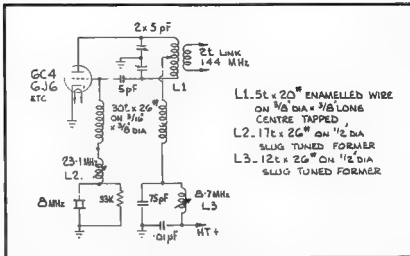 2 x 5 pF
2t LINK
144 MHz
6C4
6J6
ETC
5pF
L1
30t x 26"
ON 3/16"
x 3/8" DIA
23·1MHz
L2.
8MHz
33K
75pF
8·7MHz
L3
·01µF
HT+
L1.5t x 20" ENAMELLED WIRE
ON 3/8" DIA x 3/8" LONG
CENTRE TAPPED
L2.17t x 26" ON 1/2" DIA
SLUG TUNED FORMER
L3-12t x 26" ON 1/2" DIA
SLUG TUNED FORMER